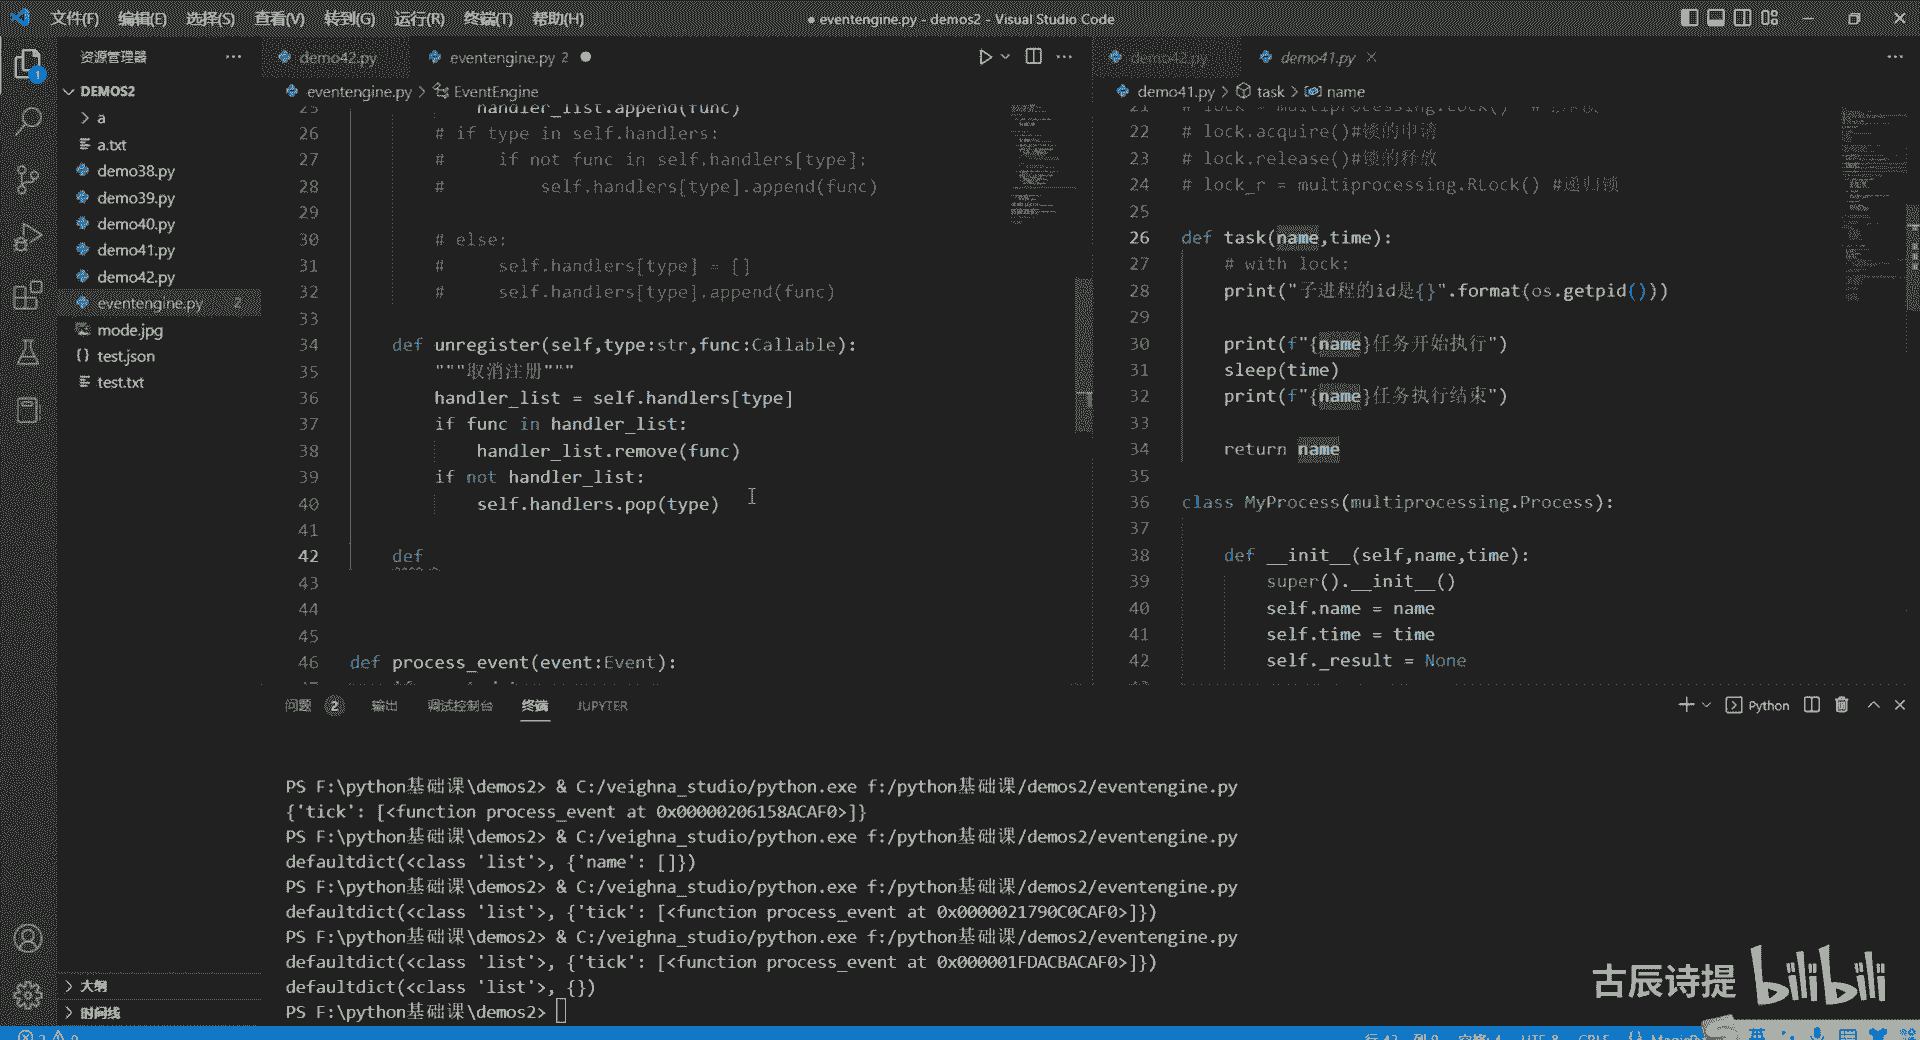 文件(F) 编辑(E) 选择(S) 查看(V) 转到(G) 运行(R) 终端(T) 帮助(H)
● eventengine.py - demos2 - Visual Studio Code
资源管理器
1
DEMOS2
a
a.txt
demo38.py
demo39.py
demo40.py
demo41.py
demo42.py
eventengine.py 2
mode.jpg
test.json
test.txt
大纲
时间线
demo42.py
eventengine.py 2
eventengine.py > EventEngine
25 handler_list.append(func)
26 # if type in self.handlers:
27 # if not func in self.handlers[type]:
28 # self.handlers[type].append(func)
29
30 # else:
31 # self.handlers[type] = []
32 # self.handlers[type].append(func)
33
34 def unregister(self,type:str,func:Callable):
35 """取消注册"""
36 handler_list = self.handlers[type]
37 if func in handler_list:
38 handler_list.remove(func)
39 if not handler_list:
40 self.handlers.pop(type)
41
42 def
43
44
45
46 def process_event(event:Event):
demo42.py
demo41.py
demo41.py > task > name
21 # lock = multiprocessing.Lock()
22 # lock.acquire()#锁的申请
23 # lock.release()#锁的释放
24 # lock_r = multiprocessing.RLock() #递归锁
25
26 def task(name,time):
27 # with lock:
28 print("子进程的id是{}".format(os.getpid()))
29
30 print(f"{name}任务开始执行")
31 sleep(time)
32 print(f"{name}任务执行结束")
33
34 return name
35
36 class MyProcess(multiprocessing.Process):
37
38 def __init__(self,name,time):
39 super().__init__()
40 self.name = name
41 self.time = time
42 self._result = None
问题 2 输出 调试控制台 终端 JUPYTER
Python
PS F:\python基础课\demos2> & C:/veighna_studio/python.exe f:/python基础课/demos2/eventengine.py
{'tick': [<function process_event at 0x00000206158ACAF0>]}
PS F:\python基础课\demos2> & C:/veighna_studio/python.exe f:/python基础课/demos2/eventengine.py
defaultdict(<class 'list'>, {'name': []})
PS F:\python基础课\demos2> & C:/veighna_studio/python.exe f:/python基础课/demos2/eventengine.py
defaultdict(<class 'list'>, {'tick': [<function process_event at 0x0000021790C0CAF0>]})
PS F:\python基础课\demos2> & C:/veighna_studio/python.exe f:/python基础课/demos2/eventengine.py
defaultdict(<class 'list'>, {'tick': [<function process_event at 0x000001FDACBACAF0>]})
defaultdict(<class 'list'>, {})
PS F:\python基础课\demos2>
古辰诗提 bilibili